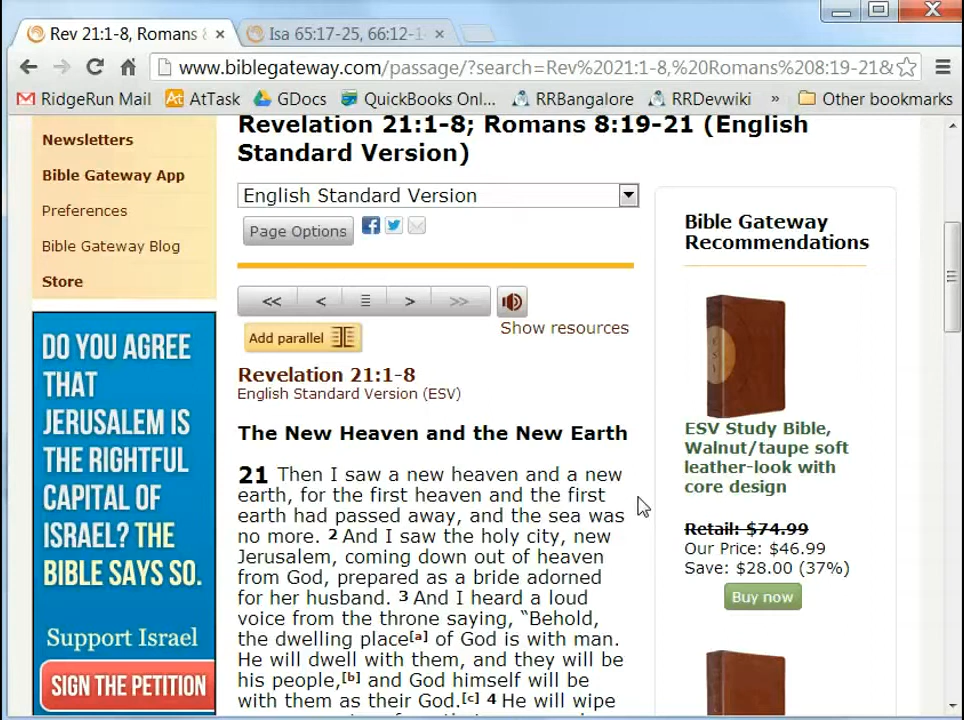 Rev 21:1-8, Romans 8
Isa 65:17-25, 66:12-1
www.biblegateway.com/passage/?search=Rev%2021:1-8,%20Romans%208:19-21&
RidgeRun Mail
AtTask
GDocs
QuickBooks Onl...
RRBangalore
RRDevwiki
»
Other bookmarks
Newsletters
Bible Gateway App
Preferences
Bible Gateway Blog
Store
DO YOU AGREE
THAT
JERUSALEM IS
THE RIGHTFUL
CAPITAL OF
ISRAEL? THE
BIBLE SAYS SO.
Support Israel
SIGN THE PETITION
Revelation 21:1-8; Romans 8:19-21 (English
Standard Version)
English Standard Version
Page Options
<< < > >>
Add parallel
Show resources
Revelation 21:1-8
English Standard Version (ESV)
The New Heaven and the New Earth
21 Then I saw a new heaven and a new
earth, for the first heaven and the first
earth had passed away, and the sea was
no more. 2 And I saw the holy city, new
Jerusalem, coming down out of heaven
from God, prepared as a bride adorned
for her husband. 3 And I heard a loud
voice from the throne saying, “Behold,
the dwelling place[a] of God is with man.
He will dwell with them, and they will be
his people,[b] and God himself will be
with them as their God.[c] 4 He will wipe
Bible Gateway
Recommendations
ESV
ESV Study Bible,
Walnut/taupe soft
leather-look with
core design
Retail: $74.99
Our Price: $46.99
Save: $28.00 (37%)
Buy now